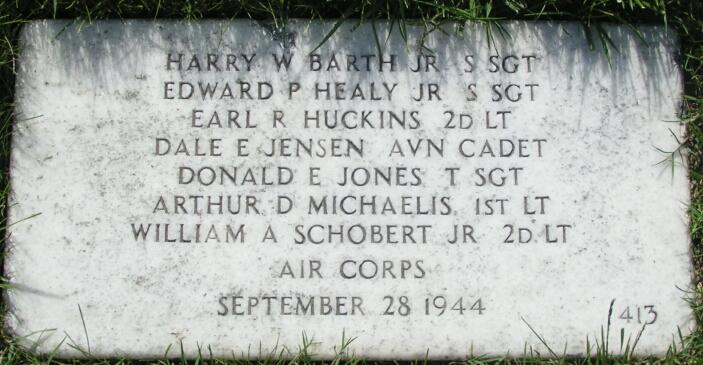 HARRY W BARTH JR S SGT
EDWARD P HEALY JR S SGT
EARL R HUCKINS 2D LT
DALE E JENSEN AVN CADET
DONALD E JONES T SGT
ARTHUR D MICHAELIS 1ST LT
WILLIAM A SCHOBERT JR 2D LT
AIR CORPS
SEPTEMBER 28 1944
413